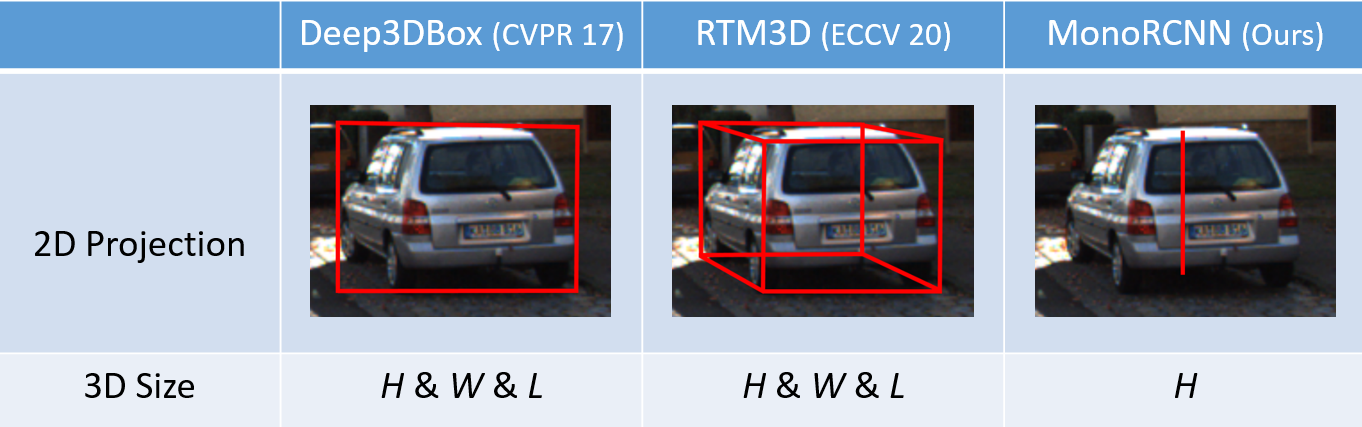 Deep3DBox (CVPR 17)
RTM3D (ECCV 20)
MonoRCNN (Ours)
2D Projection
3D Size
H & W & L
H & W & L
H